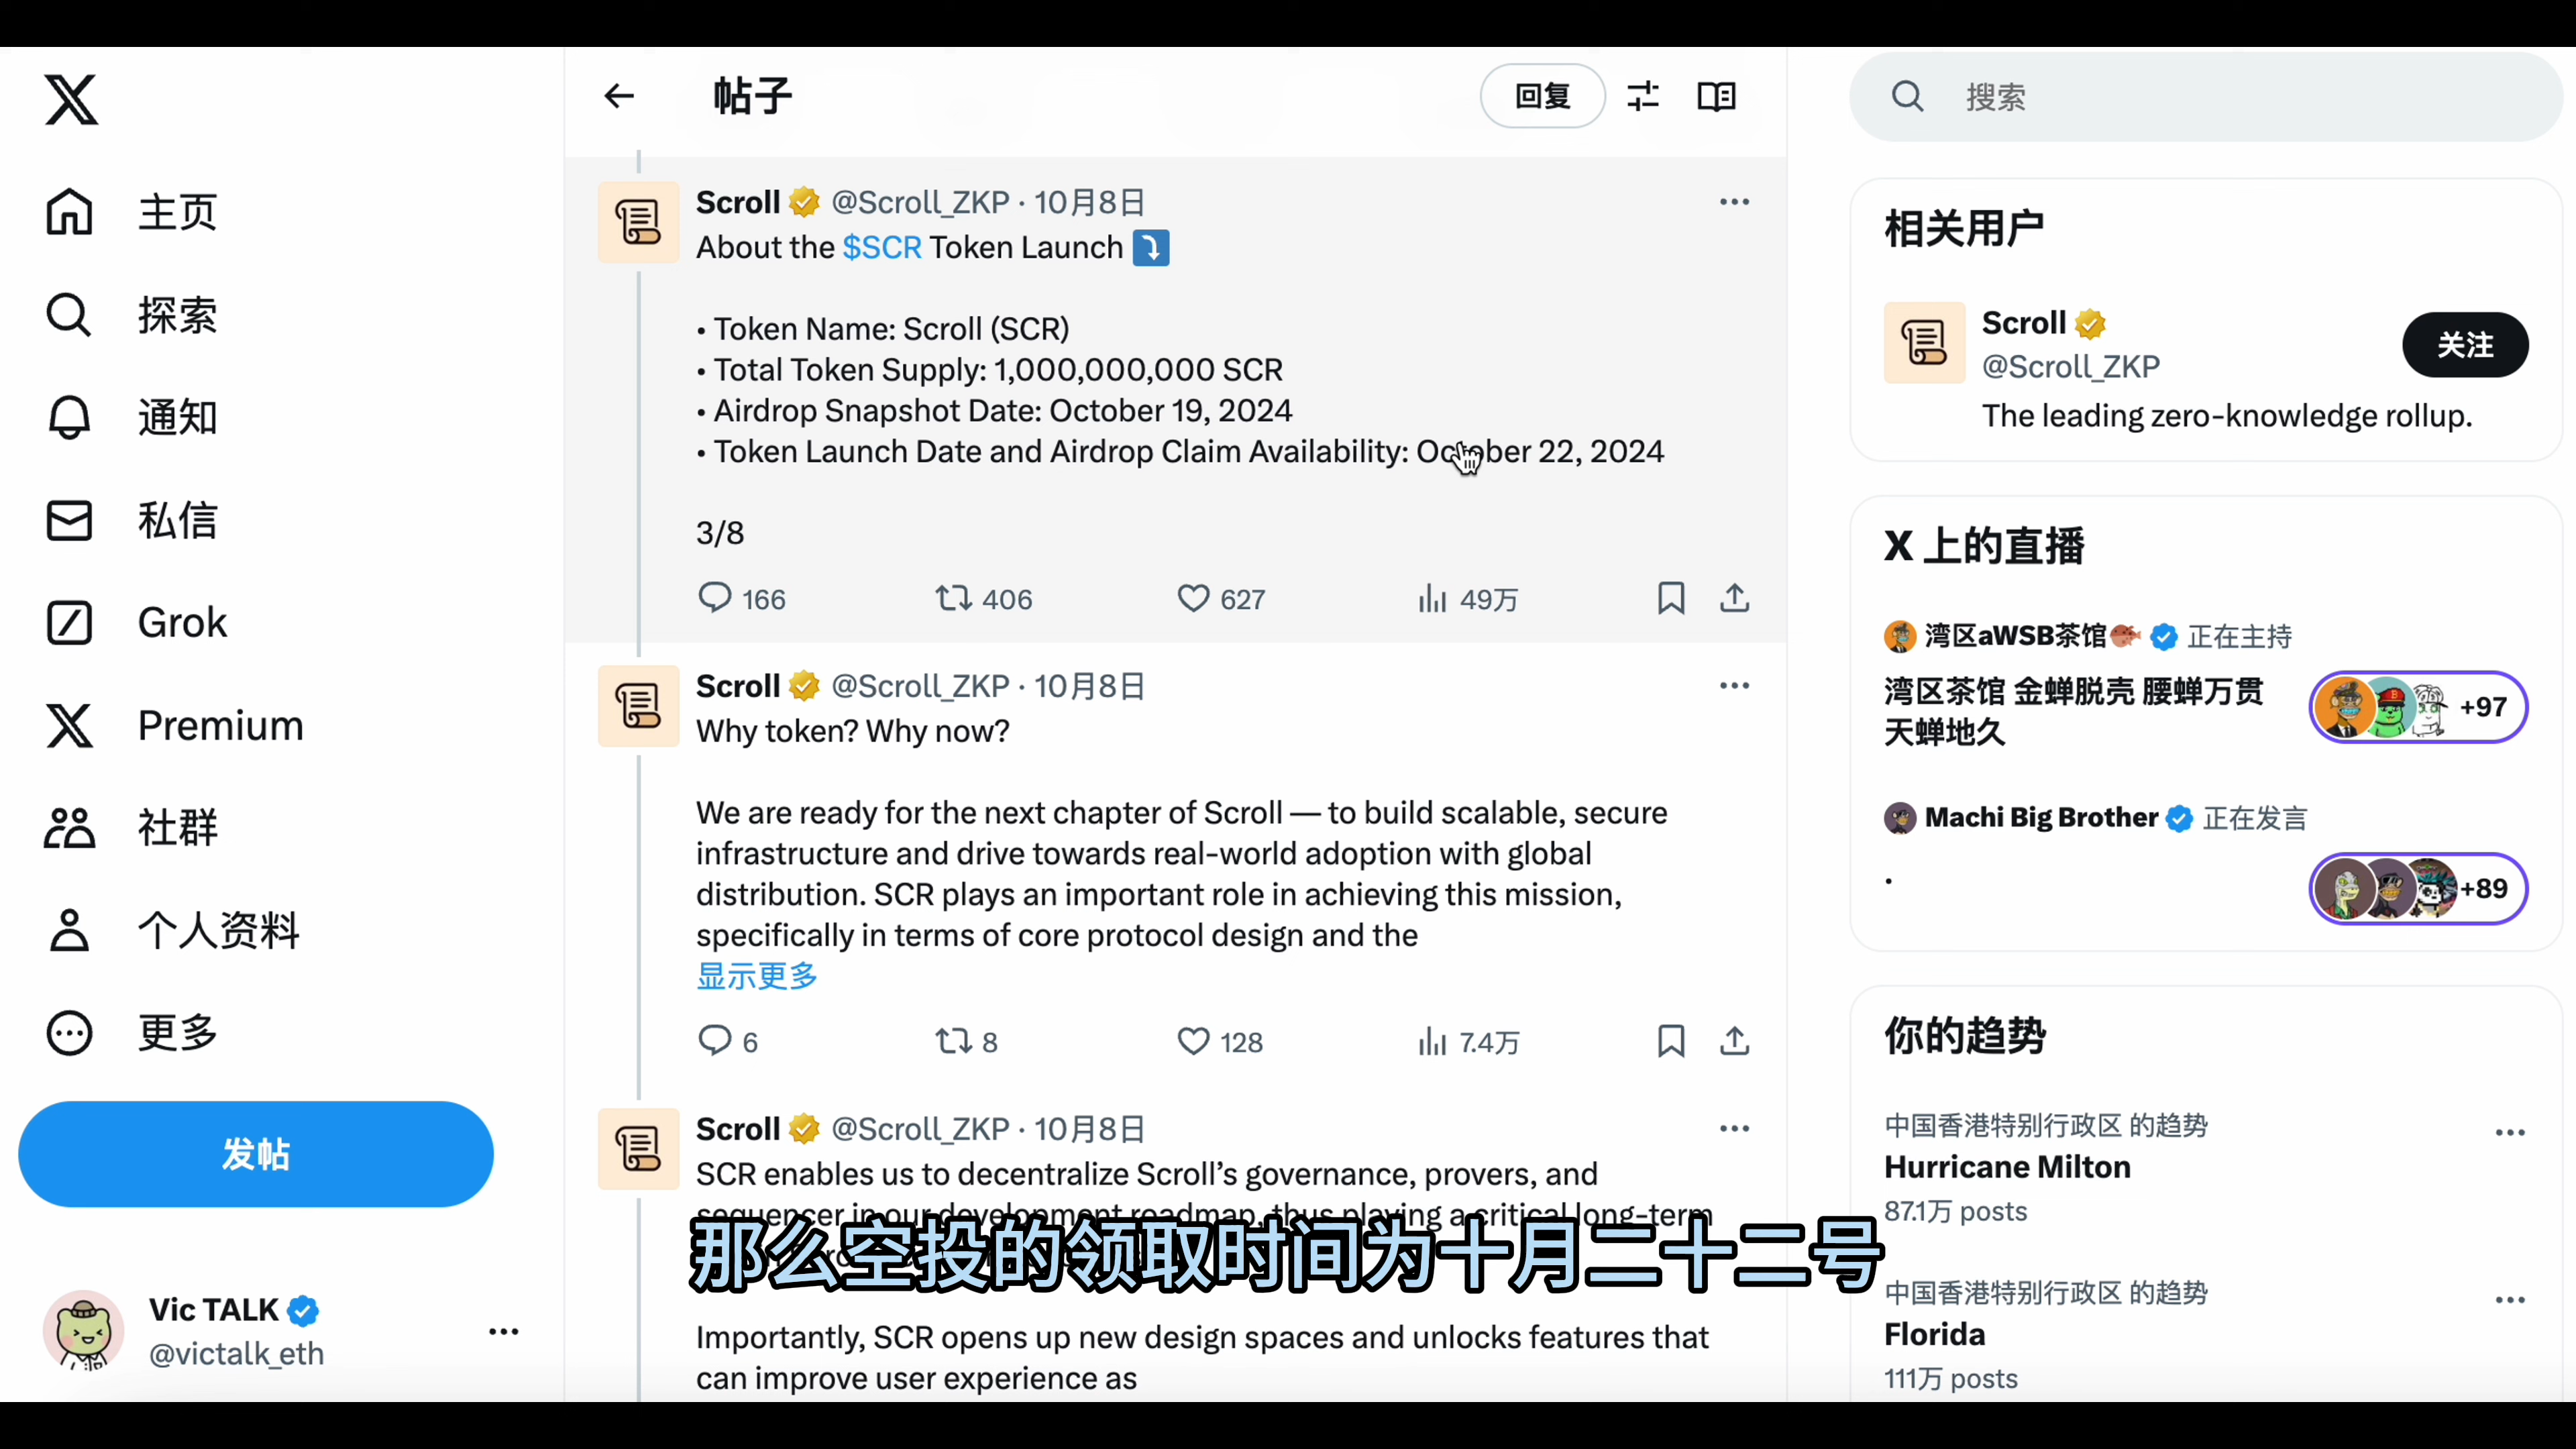 主页
探索
通知
私信
Grok
Premium
社群
个人资料
更多
发帖
Vic TALK
@victalk_eth
帖子
回复
Scroll @Scroll_ZKP · 10月8日
About the $SCR Token Launch
• Token Name: Scroll (SCR)
• Total Token Supply: 1,000,000,000 SCR
• Airdrop Snapshot Date: October 19, 2024
• Token Launch Date and Airdrop Claim Availability: October 22, 2024
3/8
166 406 627 49万
Scroll @Scroll_ZKP · 10月8日
Why token? Why now?
We are ready for the next chapter of Scroll — to build scalable, secure
infrastructure and drive towards real-world adoption with global
distribution. SCR plays an important role in achieving this mission,
specifically in terms of core protocol design and the
显示更多
6 8 128 7.4万
Scroll @Scroll_ZKP · 10月8日
SCR enables us to decentralize Scroll’s governance, provers, and
sequencer in our development roadmap, thus playing a critical long-term
那么空投的领取时间为十月二十二号
Importantly, SCR opens up new design spaces and unlocks features that
can improve user experience as
搜索
相关用户
Scroll
@Scroll_ZKP
关注
The leading zero-knowledge rollup.
X 上的直播
湾区aWSB茶馆 正在主持
湾区茶馆 金蝉脱壳 腰蝉万贯
天蝉地久
+97
Machi Big Brother 正在发言
.
+89
你的趋势
中国香港特别行政区 的趋势
Hurricane Milton
87.1万 posts
中国香港特别行政区 的趋势
Florida
111万 posts